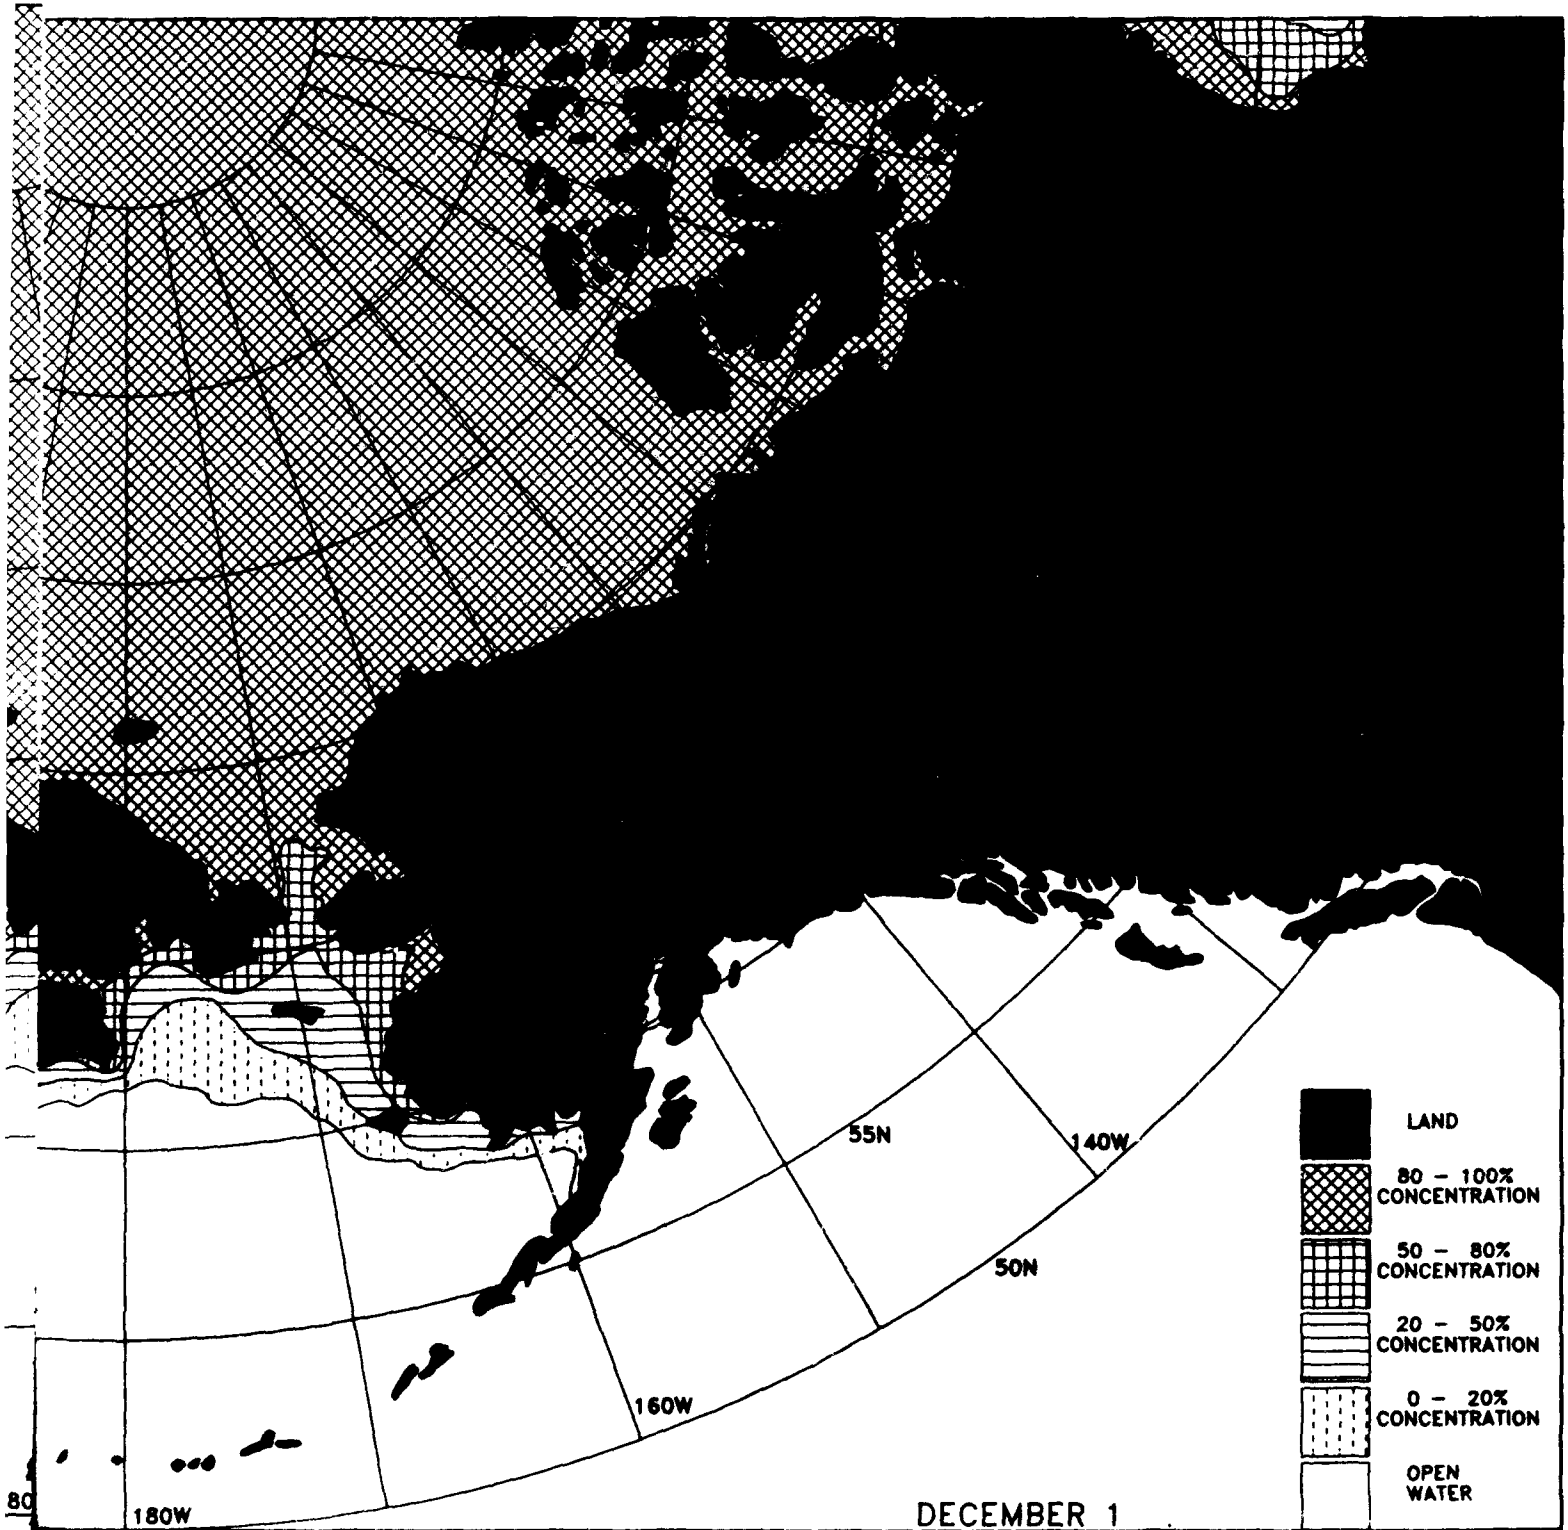 55N
140W
50N
160W
80
180W
DECEMBER 1
LAND
80 - 100%
CONCENTRATION
50 - 80%
CONCENTRATION
20 - 50%
CONCENTRATION
0 - 20%
CONCENTRATION
OPEN
WATER